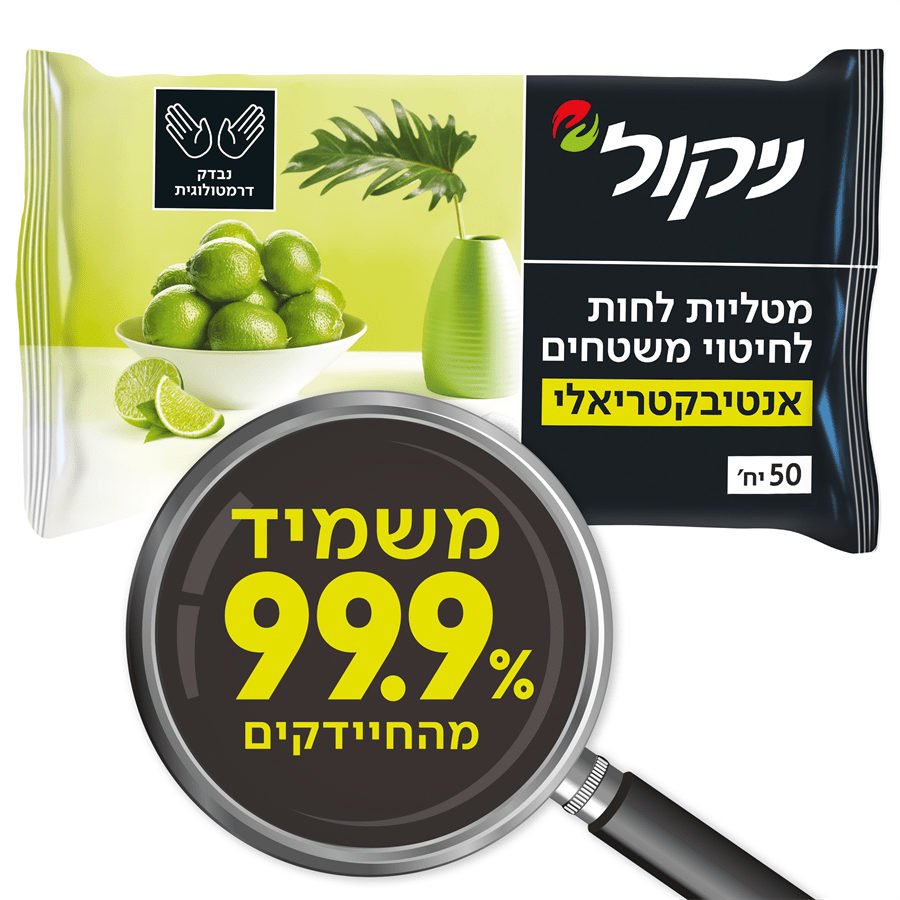 ניקול
נבדק
דרמטולוגית
מטליות לחות
לחיטוי משטחים
אנטיבקטריאלי
50 יח'
משמיד
99.9%
מהחיידקים